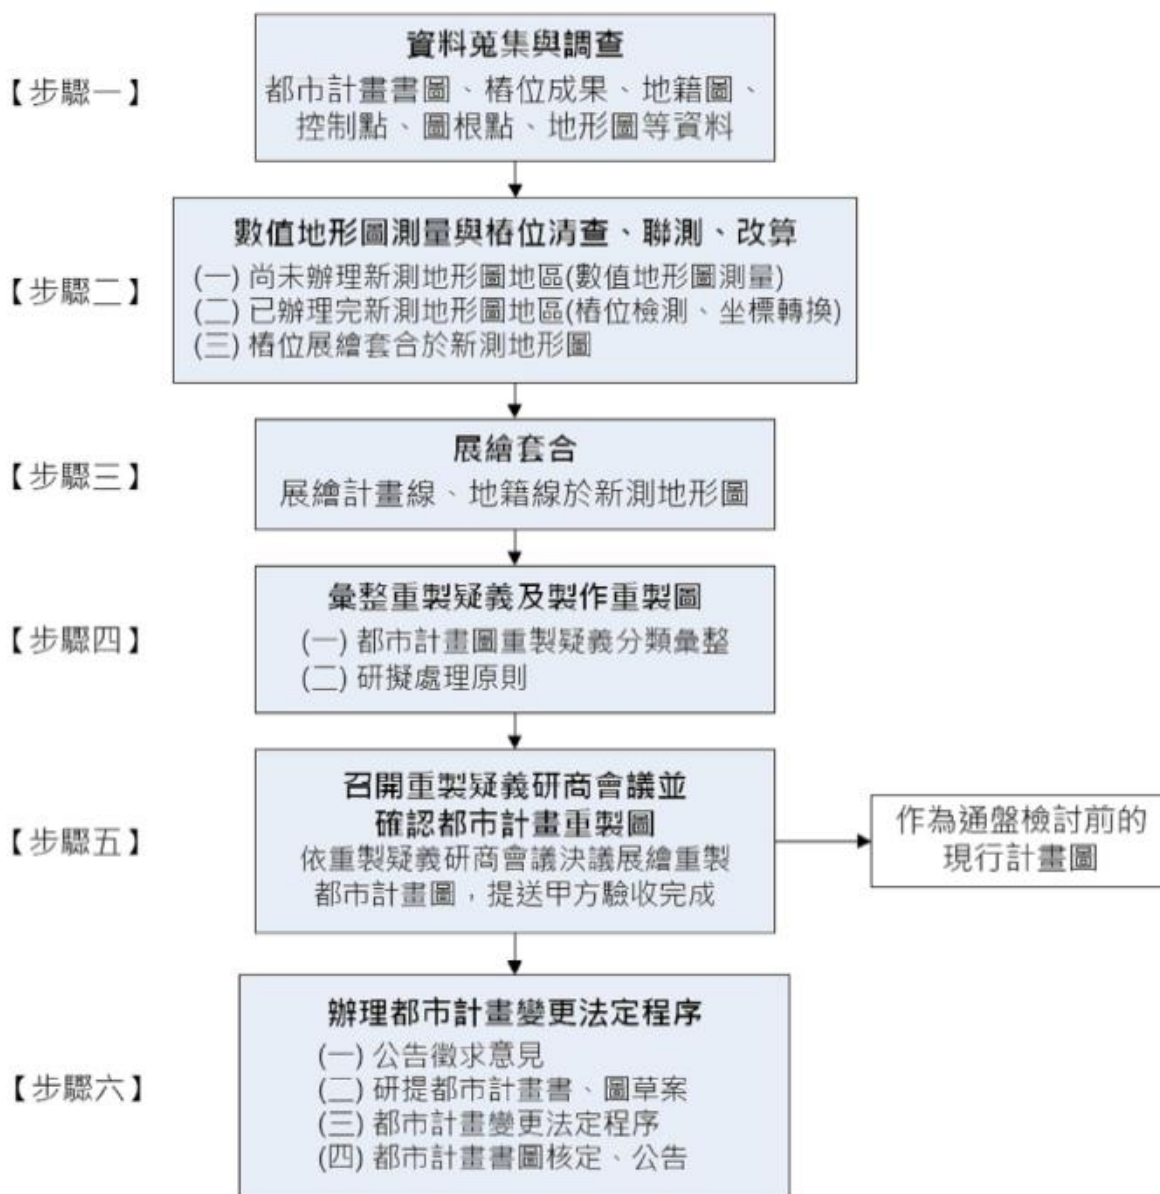 資料蒐集與調查
【步驟一】
都市計畫書圖、樁位成果、地籍圖、
控制點、圖根點、地形圖等資料
數值地形圖測量與樁位清查、聯測、改算
【步驟二】
(一) 尚未辦理新測地形圖地區(數值地形圖測量)
(二) 已辦理完新測地形圖地區(樁位檢測、坐標轉換)
(三) 樁位展繪套合於新測地形圖
展繪套合
【步驟三】
展繪計畫線、地籍線於新測地形圖
彙整重製疑義及製作重製圖
【步驟四】
(一) 都市計畫圖重製疑義分類彙整
(二) 研擬處理原則
召開重製疑義研商會議並
確認都市計畫重製圖
【步驟五】
依重製疑義研商會議決議展繪重製
都市計畫圖，提送甲方驗收完成
作為通盤檢討前的
現行計畫圖
辦理都市計畫變更法定程序
【步驟六】
(一) 公告徵求意見
(二) 研提都市計畫書、圖草案
(三) 都市計畫變更法定程序
(四) 都市計畫書圖核定、公告